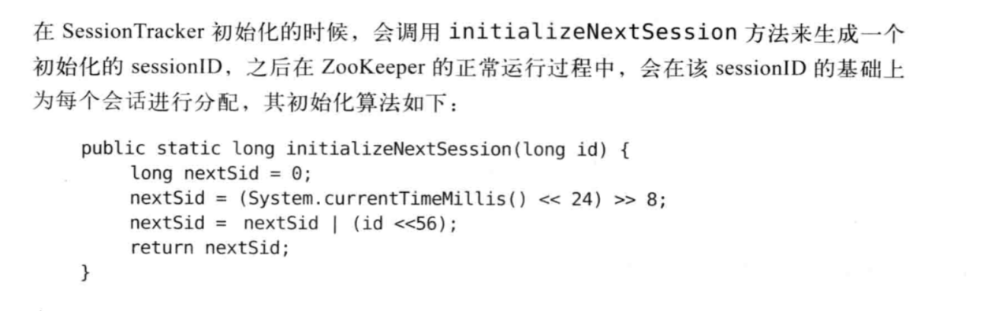 在 SessionTracker 初始化的时候，会调用 initializeNextSession 方法来生成一个
初始化的 sessionID，之后在 ZooKeeper 的正常运行过程中，会在该 sessionID 的基础上
为每个会话进行分配，其初始化算法如下：
public static long initializeNextSession(long id) {
long nextSid = 0;
nextSid = (System.currentTimeMillis() << 24) >> 8;
nextSid =  nextSid | (id <<56);
return nextSid;
}